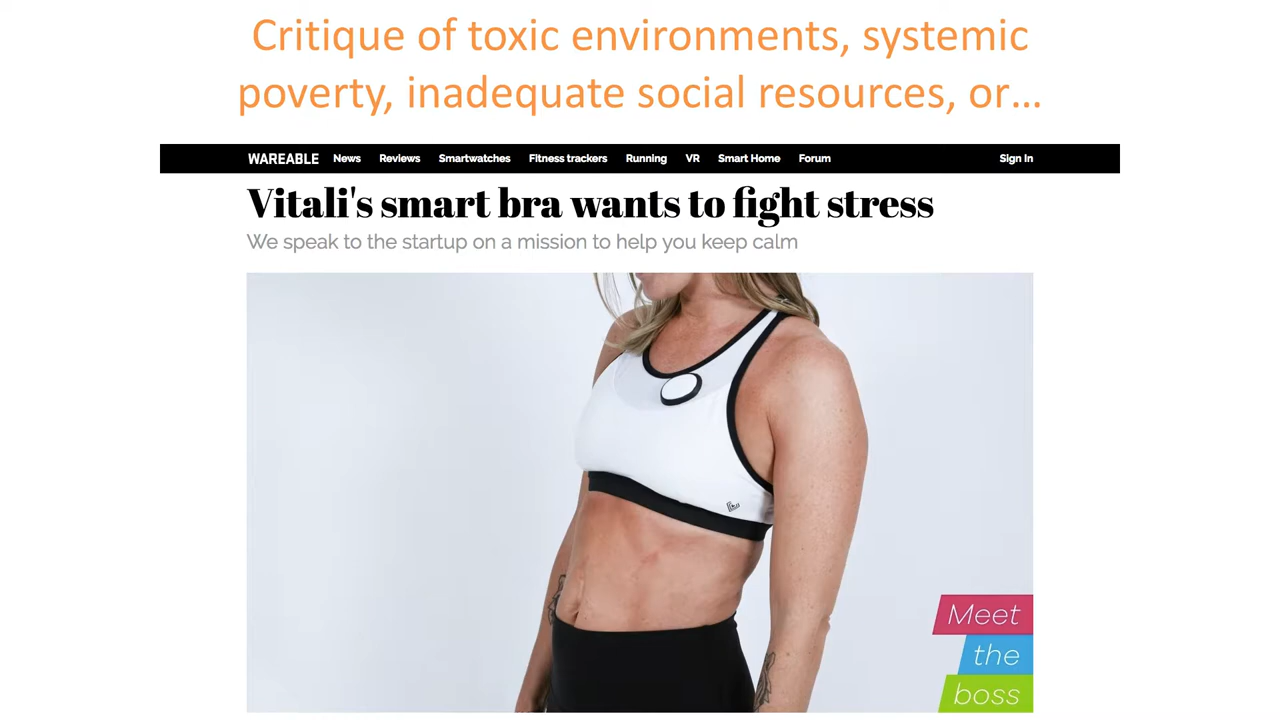 Critique of toxic environments, systemic
poverty, inadequate social resources, or…
WAREABLE News Reviews Smartwatches Fitness trackers Running VR Smart Home Forum Sign In
Vitali's smart bra wants to fight stress
We speak to the startup on a mission to help you keep calm
Meet
the
boss